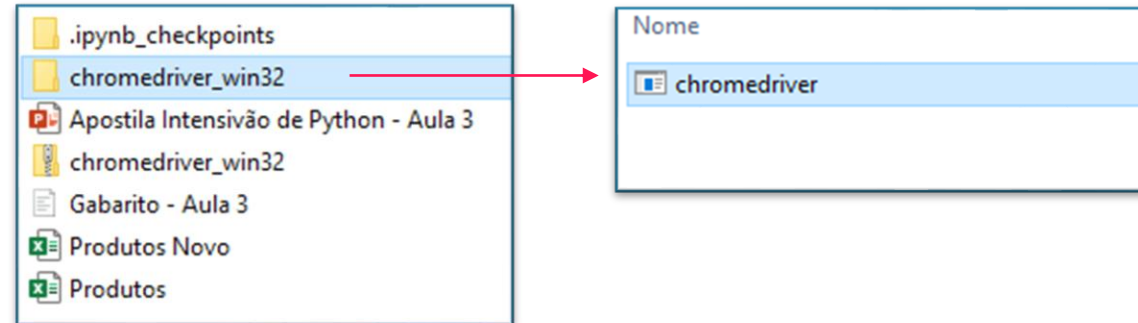 .ipynb_checkpoints
chromedriver_win32
Apostila Intensivão de Python - Aula 3
chromedriver_win32
Gabarito - Aula 3
Produtos Novo
Produtos
Nome
chromedriver